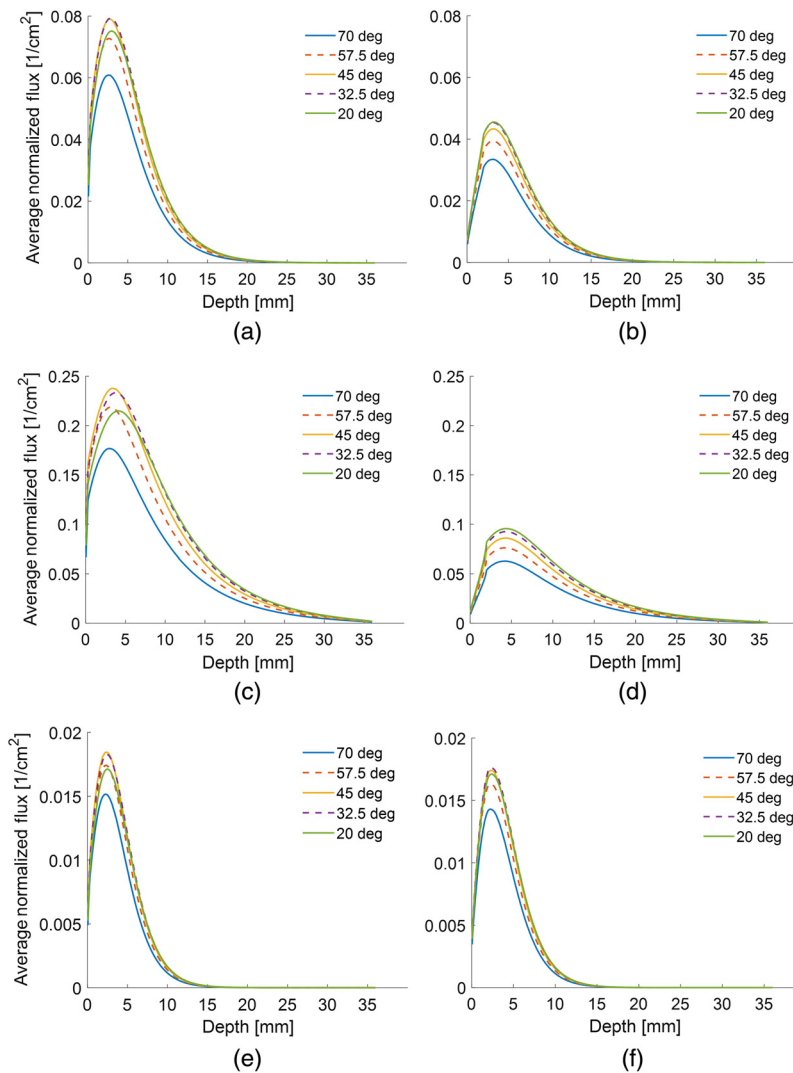 Average normalized flux [1/cm²]
0.08
0.06
0.04
0.02
0
70 deg
57.5 deg
45 deg
32.5 deg
20 deg
0 5 10 15 20 25 30 35
Depth [mm]
(a)
0.08
0.06
0.04
0.02
0
70 deg
57.5 deg
45 deg
32.5 deg
20 deg
0 5 10 15 20 25 30 35
Depth [mm]
(b)
Average normalized flux [1/cm²]
0.25
0.2
0.15
0.1
0.05
0
70 deg
57.5 deg
45 deg
32.5 deg
20 deg
0 5 10 15 20 25 30 35
Depth [mm]
(c)
0.25
0.2
0.15
0.1
0.05
0
70 deg
57.5 deg
45 deg
32.5 deg
20 deg
0 5 10 15 20 25 30 35
Depth [mm]
(d)
Average normalized flux [1/cm²]
0.02
0.015
0.01
0.005
0
70 deg
57.5 deg
45 deg
32.5 deg
20 deg
0 5 10 15 20 25 30 35
Depth [mm]
(e)
0.02
0.015
0.01
0.005
0
70 deg
57.5 deg
45 deg
32.5 deg
20 deg
0 5 10 15 20 25 30 35
Depth [mm]
(f)